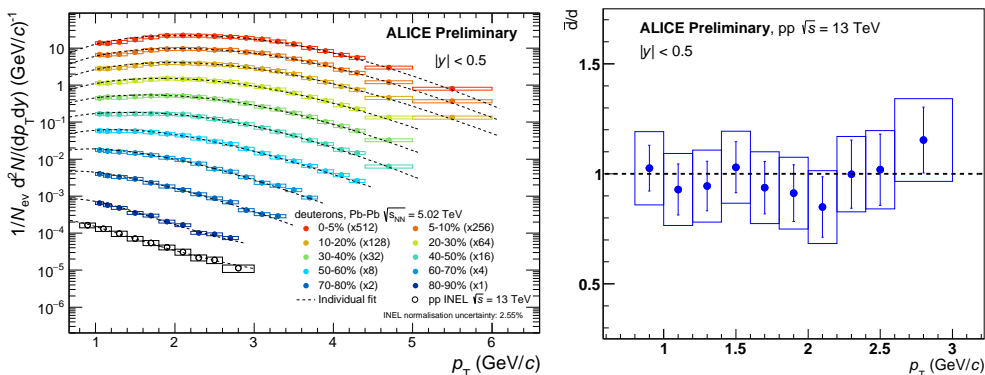 ALICE Preliminary
|y| < 0.5
1/N_ev d²N/(dp_T dy) (GeV/c)⁻¹
10
1
10⁻¹
10⁻²
10⁻³
10⁻⁴
10⁻⁵
10⁻⁶
deuterons, Pb-Pb √s_NN = 5.02 TeV
0-5% (x512) 5-10% (x256)
10-20% (x128) 20-30% (x64)
30-40% (x32) 40-50% (x16)
50-60% (x8) 60-70% (x4)
70-80% (x2) 80-90% (x1)
Individual fit pp INEL √s = 13 TeV
INEL normalisation uncertainty: 2.55%
1 2 3 4 5 6
p_T (GeV/c)
d̄/d
ALICE Preliminary, pp √s = 13 TeV
|y| < 0.5
1.5
1
0.5
1 1.5 2 2.5 3
p_T (GeV/c)